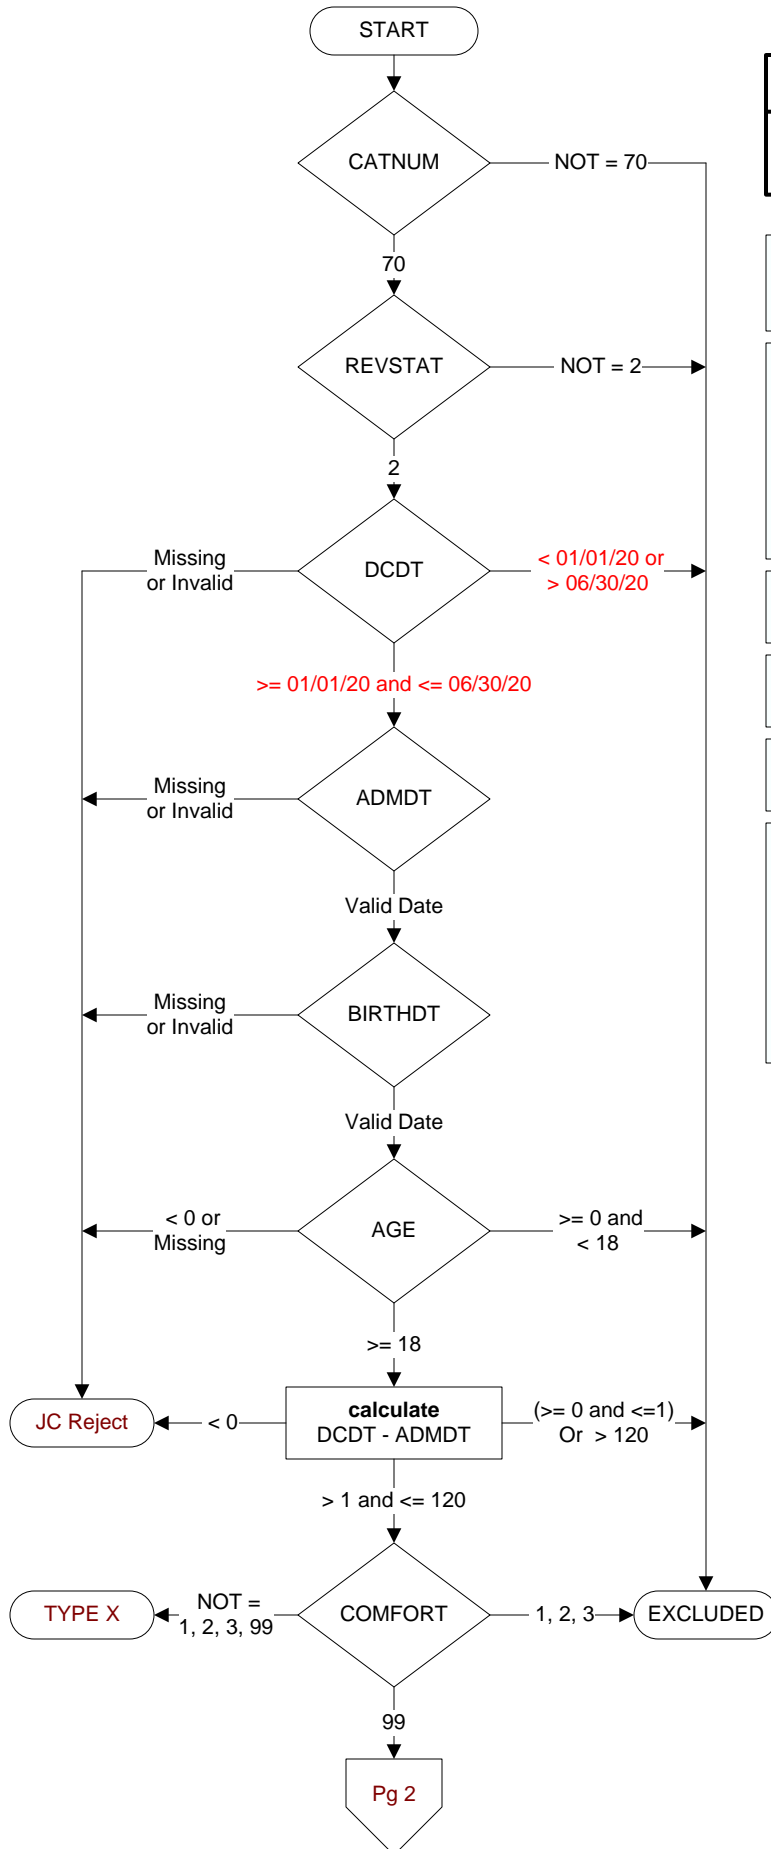 START
CATNUM
NOT = 70
70
REVSTAT
NOT = 2
2
Missing
or Invalid
DCDT
< 01/01/20 or
> 06/30/20
>= 01/01/20 and <= 06/30/20
Missing
or Invalid
ADMDT
Valid Date
Missing
or Invalid
BIRTHDT
Valid Date
< 0 or
Missing
AGE
>= 0 and
< 18
>= 18
JC Reject
< 0
calculate
DCDT - ADMDT
(>= 0 and <=1)
Or > 120
> 1 and <= 120
TYPE X
NOT =
1, 2, 3, 99
COMFORT
1, 2, 3
EXCLUDED
99
Pg 2